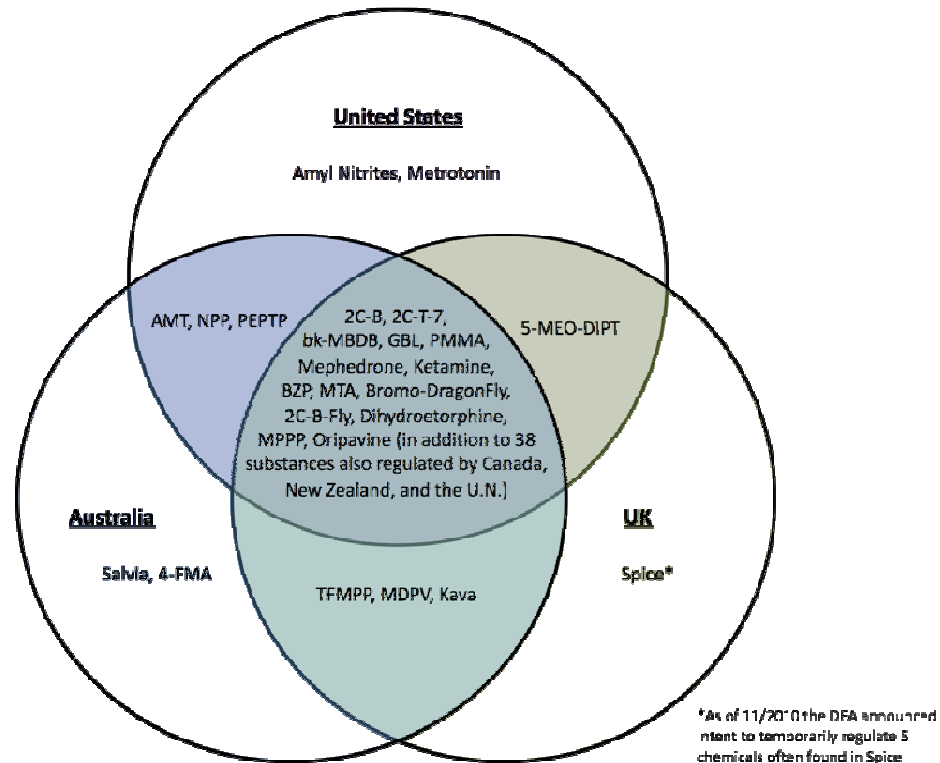 United States
Amyl Nitrites, Metrotonin
AMT, NPP, PEPTP
2C-B, 2C-T-7,
bk-MBDB, GBL, PMMA,
Mephedrone, Ketamine,
BZP, MTA, Bromo-DragonFly,
2C-B-Fly, Dihydroetorphine,
MPPP, Oripavine (in addition to 38
substances also regulated by Canada,
New Zealand, and the U.N.)
5-MEO-DIPT
Australia
Salvia, 4-FMA
UK
Spice*
TFMPP, MDPV, Kava
*As of 11/2010 the DEA announced
intent to temporarily regulate 5
chemicals often found in Spice